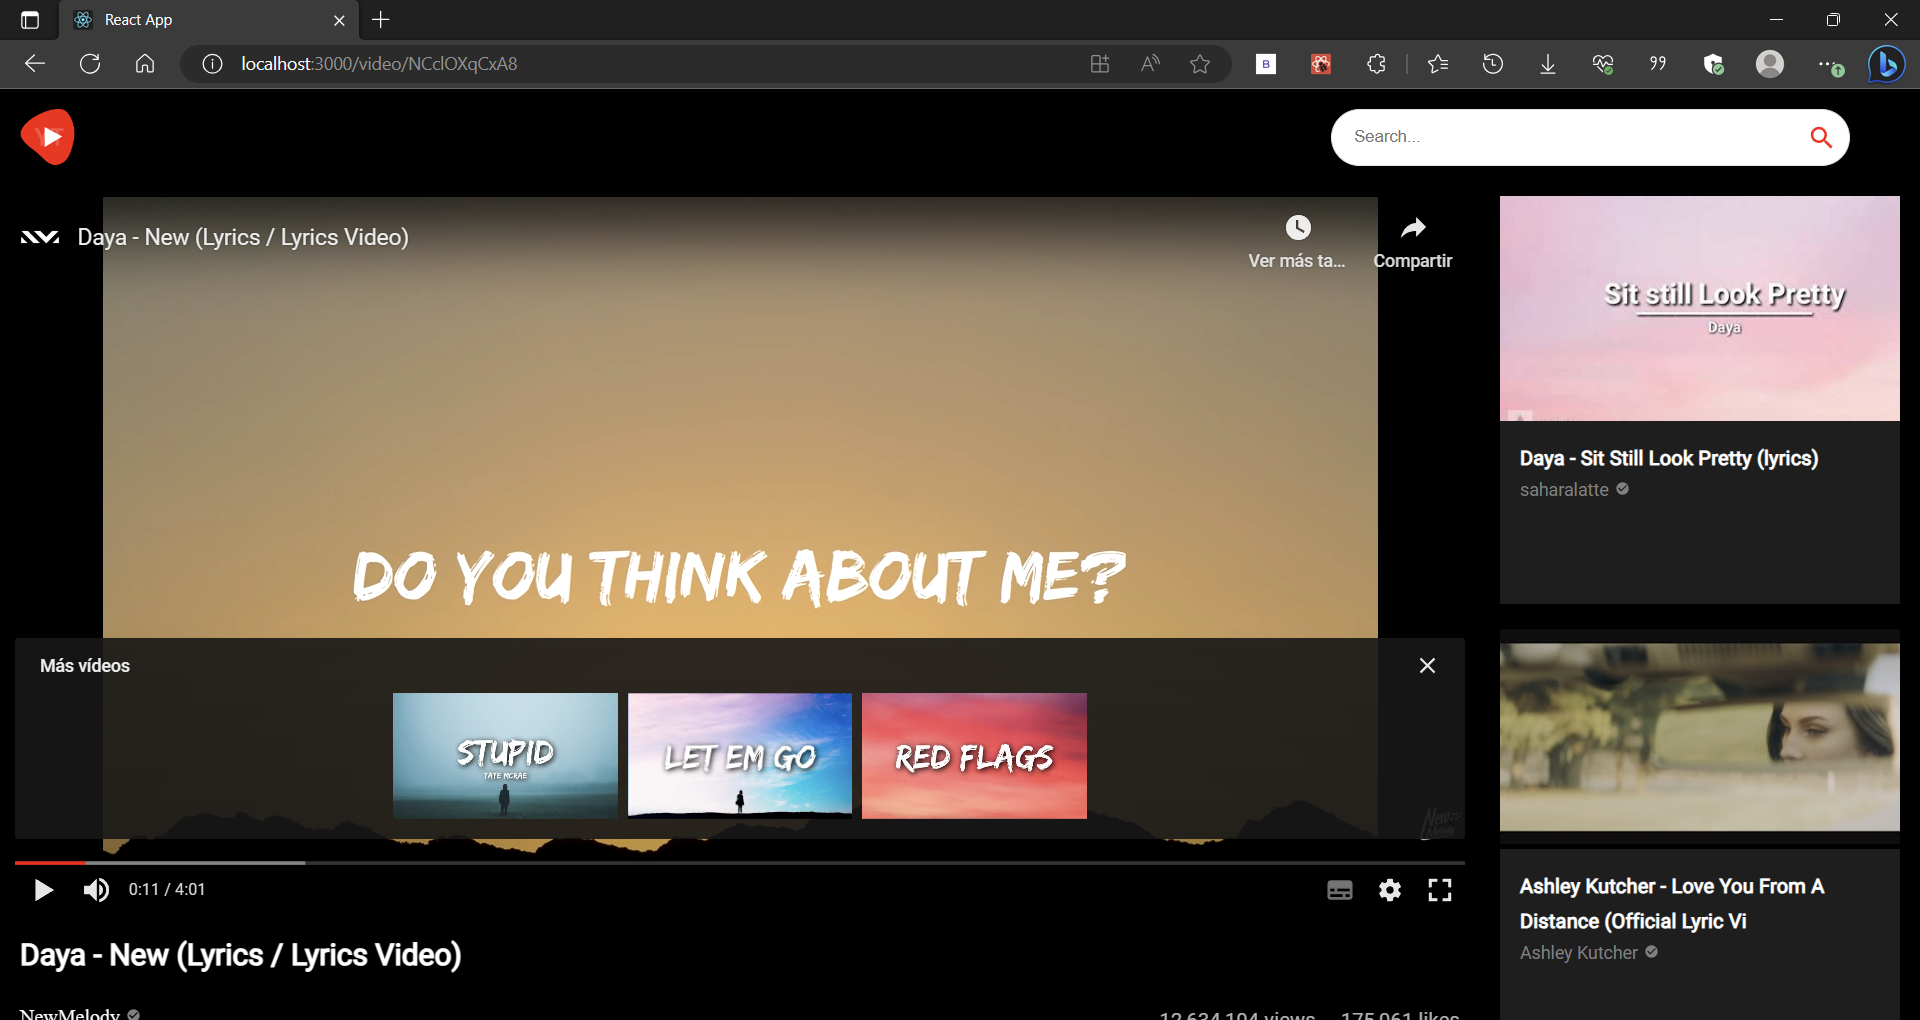 React App
localhost:3000/video/NCclOXqCxA8
Search...
Daya - New (Lyrics / Lyrics Video)
Ver más ta...
Compartir
DO YOU THINK ABOUT ME?
Más vídeos
STUPID
TATE MCRAE
LET EM GO
RED FLAGS
New
Melody
0:11 / 4:01
Daya - New (Lyrics / Lyrics Video)
NewMelody
12,634,104 views
175,061 likes
Sit still Look Pretty
Daya
Daya - Sit Still Look Pretty (lyrics)
saharalatte
Ashley Kutcher - Love You From A
Distance (Official Lyric Vi
Ashley Kutcher